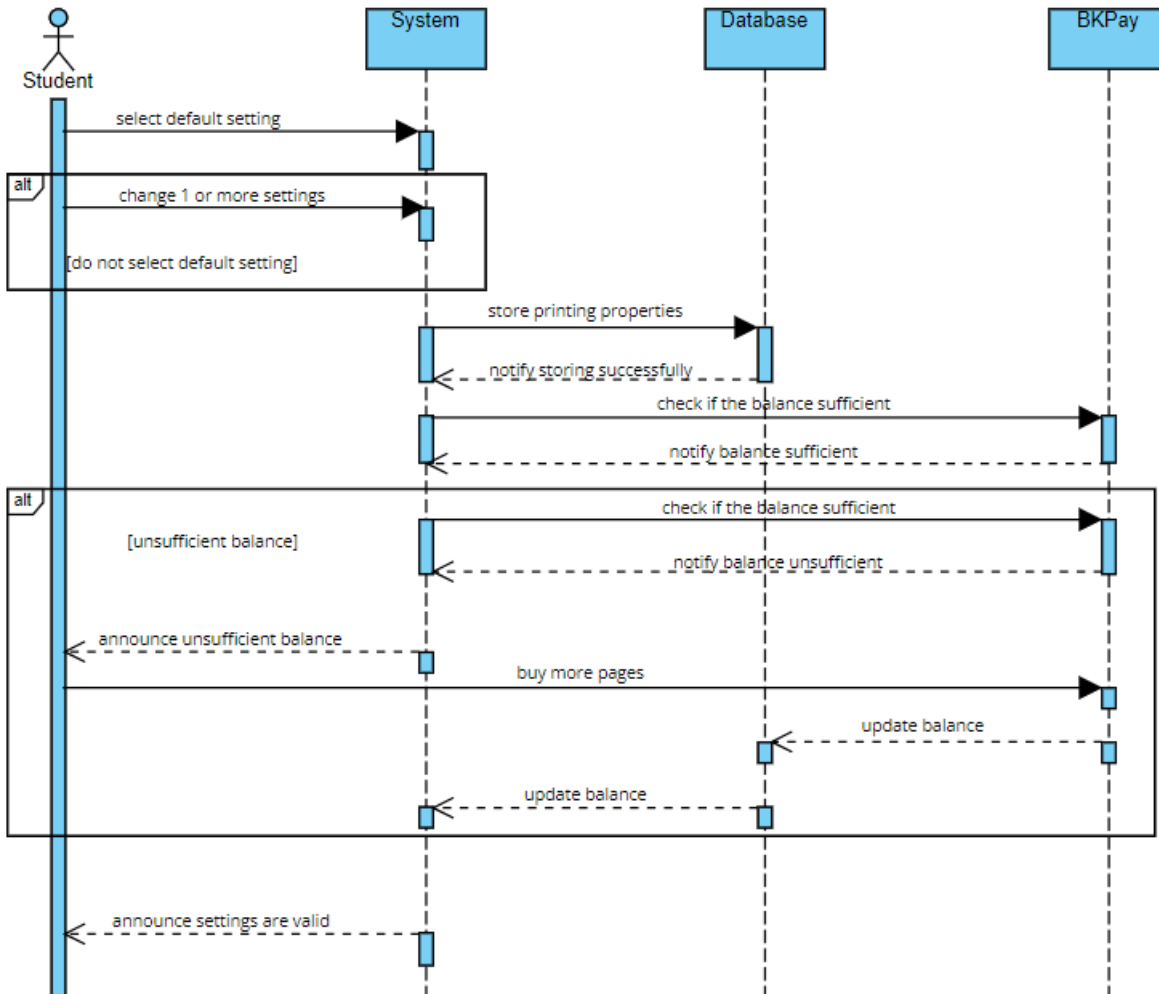 System
Database
BKPay
Student
select default setting
alt
change 1 or more settings
[do not select default setting]
store printing properties
notify storing successfully
check if the balance sufficient
notify balance sufficient
alt
check if the balance sufficient
[unsufficient balance]
notify balance unsufficient
announce unsufficient balance
buy more pages
update balance
update balance
announce settings are valid